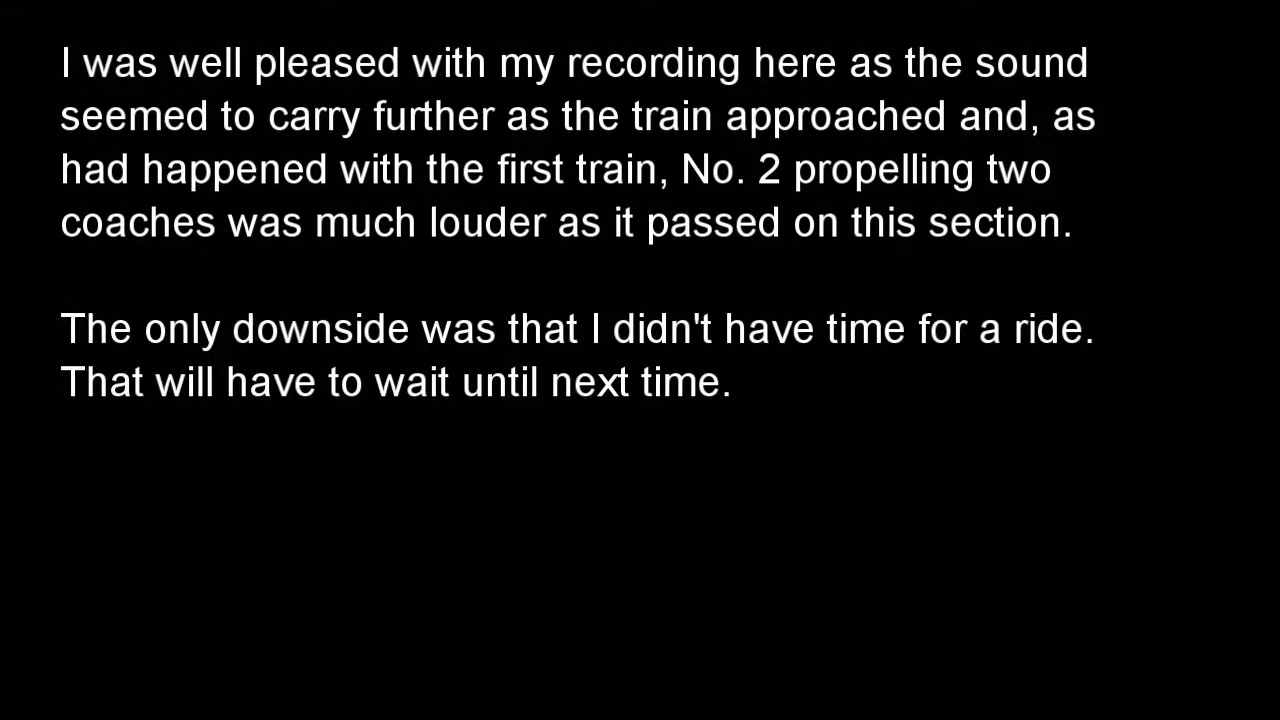 I was well pleased with my recording here as the sound
seemed to carry further as the train approached and, as
had happened with the first train, No. 2 propelling two
coaches was much louder as it passed on this section.
The only downside was that I didn't have time for a ride.
That will have to wait until next time.